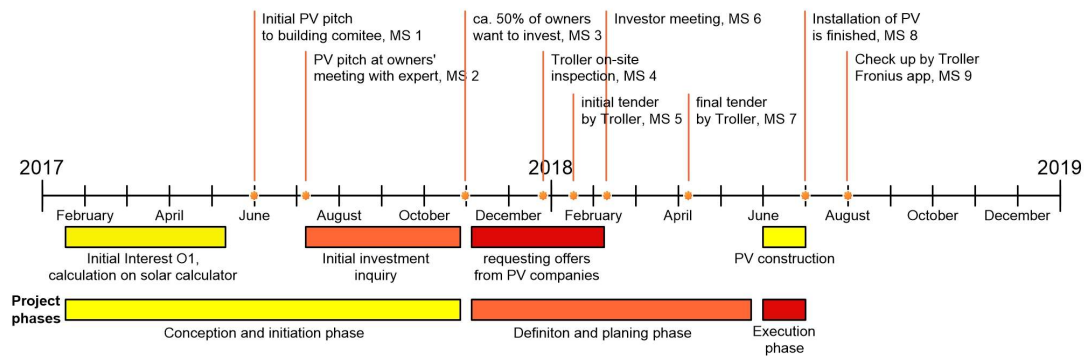 Initial PV pitch
to building comitee, MS 1
ca. 50% of owners
want to invest, MS 3
Investor meeting, MS 6
Installation of PV
is finished, MS 8
PV pitch at owners'
meeting with expert, MS 2
Troller on-site
inspection, MS 4
Check up by Troller
Fronius app, MS 9
initial tender
by Troller, MS 5
final tender
by Troller, MS 7
2017 2018 2019
February April June August October December February April June August October December
Initial Interest O1,
calculation on solar calculator
Initial investment
inquiry
requesting offers
from PV companies
PV construction
Project
phases
Conception and initiation phase
Definiton and planing phase
Execution
phase